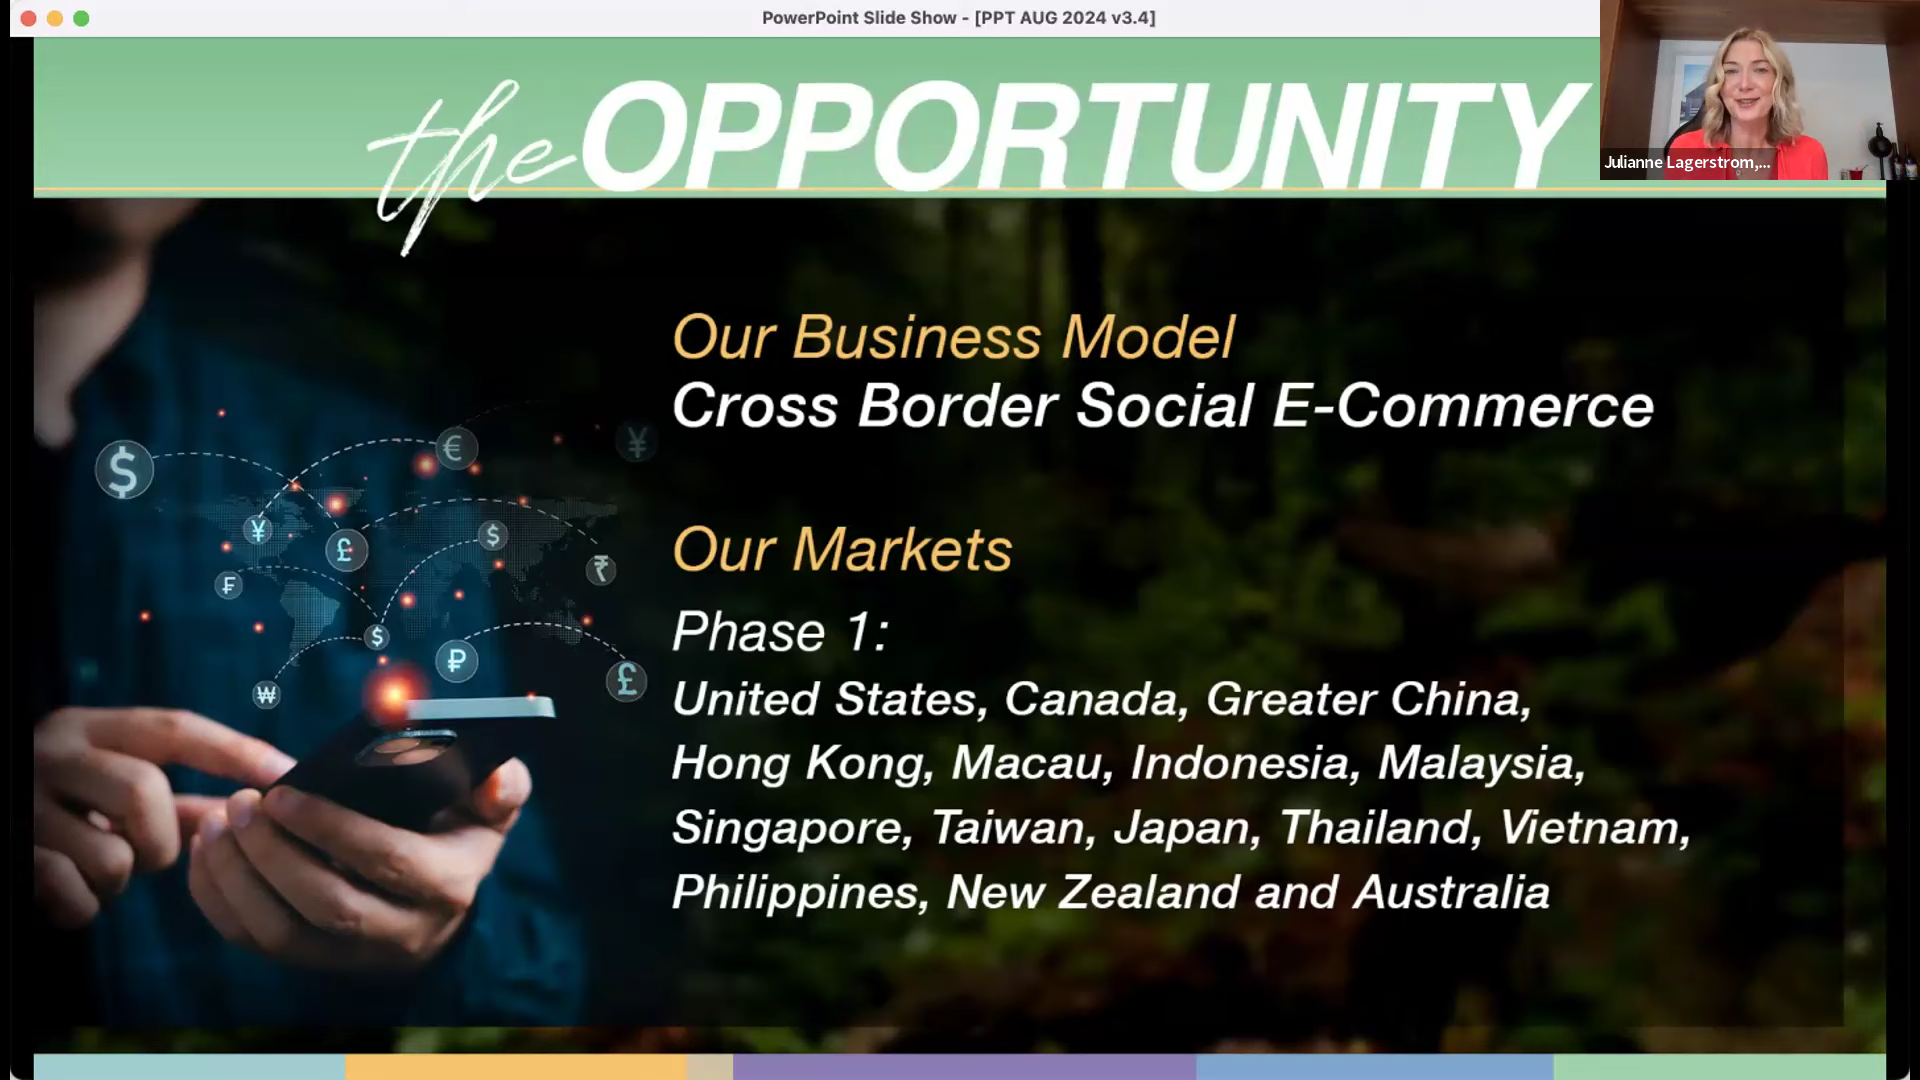 PowerPoint Slide Show - [PPT AUG 2024 v3.4]
the OPPORTUNITY
Julianne Lagerstrom,...
Our Business Model
Cross Border Social E-Commerce
Our Markets
Phase 1:
United States, Canada, Greater China,
Hong Kong, Macau, Indonesia, Malaysia,
Singapore, Taiwan, Japan, Thailand, Vietnam,
Philippines, New Zealand and Australia